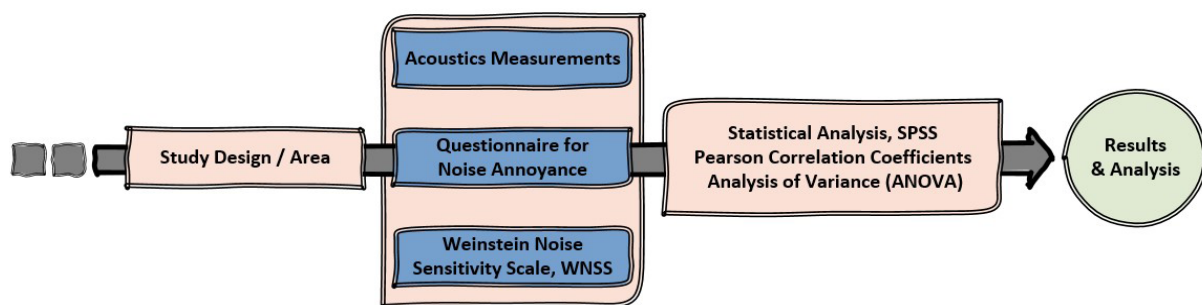 Study Design / Area
Acoustics Measurements
Questionnaire for
Noise Annoyance
Weinstein Noise
Sensitivity Scale, WNSS
Statistical Analysis, SPSS
Pearson Correlation Coefficients
Analysis of Variance (ANOVA)
Results
& Analysis